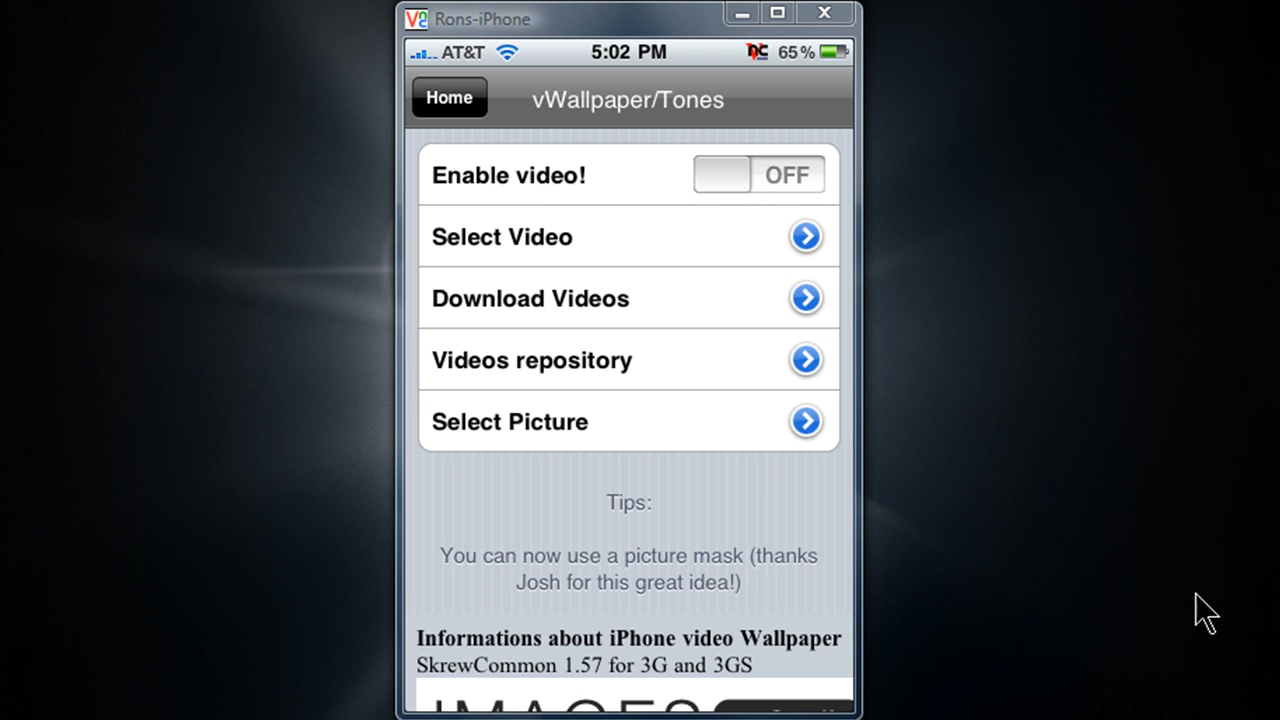 Rons-iPhone
AT&T 5:02 PM 65%
Home vWallpaper/Tones
Enable video! OFF
Select Video
Download Videos
Videos repository
Select Picture
Tips:
You can now use a picture mask (thanks
Josh for this great idea!)
Informations about iPhone video Wallpaper
SkrewCommon 1.57 for 3G and 3GS
IMAGES